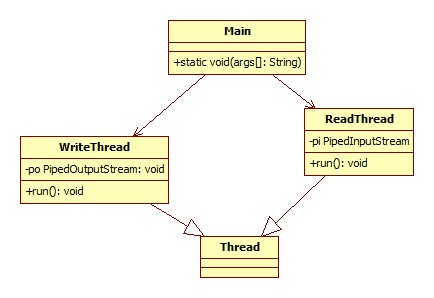 Main
+static void(args[]: String)
ReadThread
-pi PipedInputStream
+run(): void
WriteThread
-po PipedOutputStream: void
+run(): void
Thread